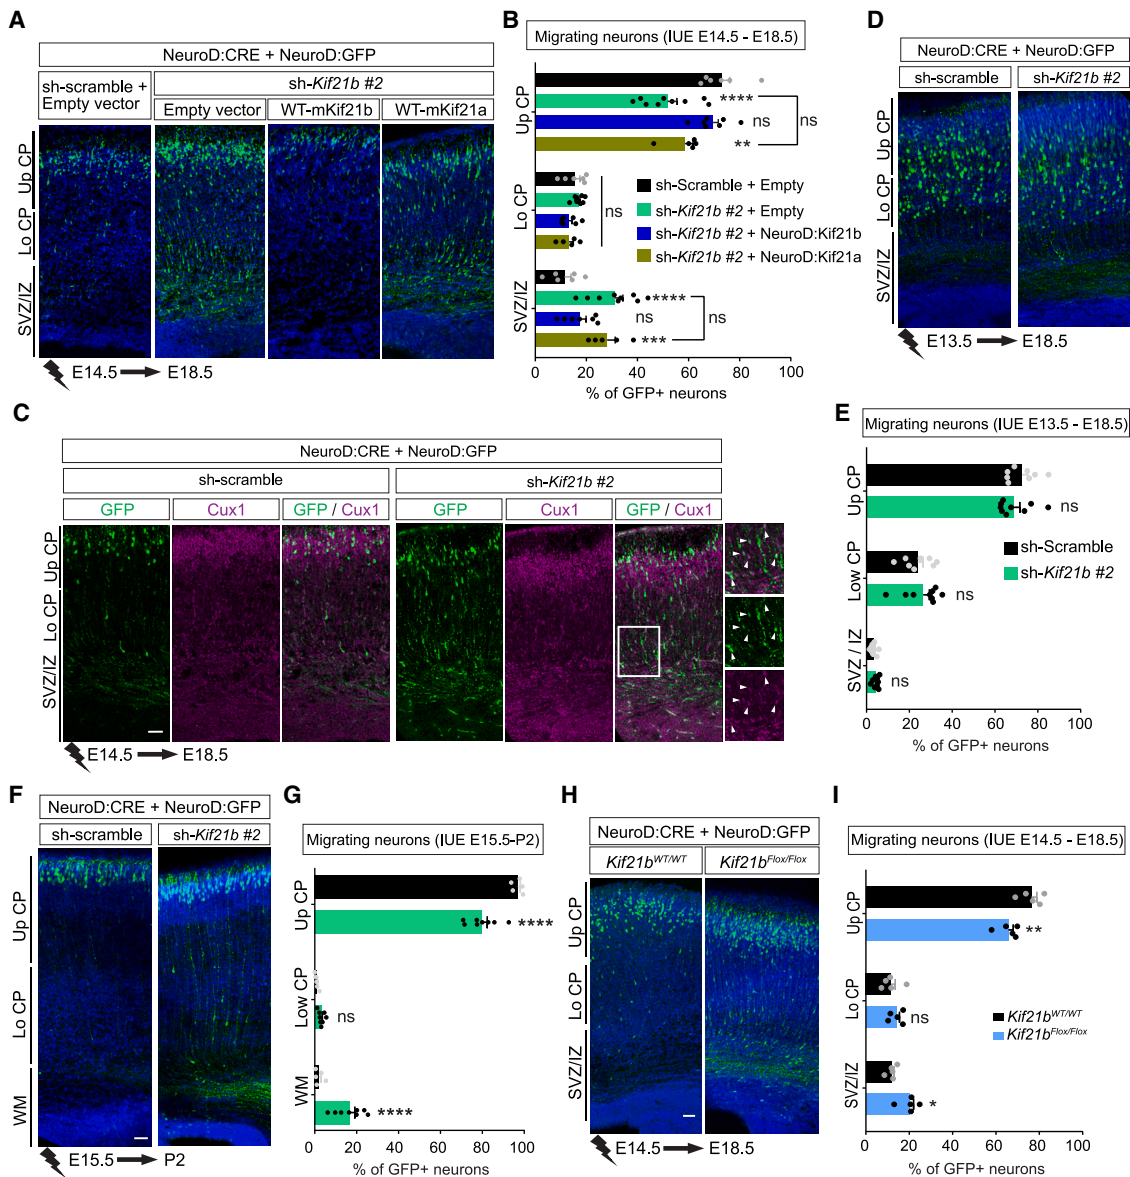 A
NeuroD:CRE + NeuroD:GFP
sh-scramble +
Empty vector
sh-Kif21b #2
Empty vector
WT-mKif21b
WT-mKif21a
Up CP
Lo CP
SVZ/IZ
E14.5
E18.5
B
Migrating neurons (IUE E14.5 - E18.5)
Up CP
Lo CP
SVZ/IZ
****
ns
**
ns
ns
sh-Scramble + Empty
sh-Kif21b #2 + Empty
sh-Kif21b #2 + NeuroD:Kif21b
sh-Kif21b #2 + NeuroD:Kif21a
****
ns
***
ns
0 20 40 60 80 100
% of GFP+ neurons
D
NeuroD:CRE + NeuroD:GFP
sh-scramble
sh-Kif21b #2
Up CP
Lo CP
SVZ/IZ
E13.5
E18.5
C
NeuroD:CRE + NeuroD:GFP
sh-scramble
sh-Kif21b #2
GFP
Cux1
GFP / Cux1
GFP
Cux1
GFP / Cux1
Up CP
Lo CP
SVZ/IZ
E14.5
E18.5
E
Migrating neurons (IUE E13.5 - E18.5)
Up CP
Low CP
SVZ / IZ
ns
ns
ns
sh-Scramble
sh-Kif21b #2
0 20 40 60 80 100
% of GFP+ neurons
F
NeuroD:CRE + NeuroD:GFP
sh-scramble
sh-Kif21b #2
Up CP
Lo CP
WM
E15.5
P2
G
Migrating neurons (IUE E15.5-P2)
Up CP
Low CP
WM
****
ns
****
0 20 40 60 80 100
% of GFP+ neurons
H
NeuroD:CRE + NeuroD:GFP
Kif21bWT/WT
Kif21bFlox/Flox
Up CP
Lo CP
SVZ/IZ
E14.5
E18.5
I
Migrating neurons (IUE E14.5 - E18.5)
Up CP
Lo CP
SVZ/IZ
**
ns
*
Kif21bWT/WT
Kif21bFlox/Flox
0 20 40 60 80 100
% of GFP+ neurons